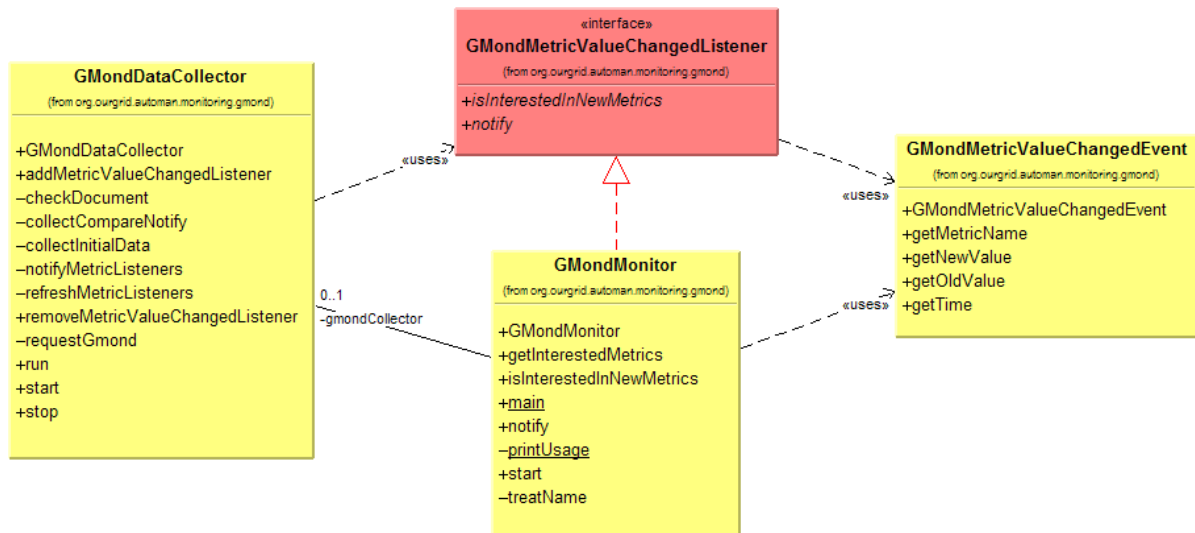 «interface»
GMondMetricValueChangedListener
(from org.ourgrid.automan.monitoring.gmond)
+isInterestedInNewMetrics
+notify
GMondDataCollector
(from org.ourgrid.automan.monitoring.gmond)
+GMondDataCollector
+addMetricValueChangedListener
–checkDocument
–collectCompareNotify
–collectInitialData
–notifyMetricListeners
–refreshMetricListeners
+removeMetricValueChangedListener
–requestGmond
+run
+start
+stop
«uses»
GMondMetricValueChangedEvent
(from org.ourgrid.automan.monitoring.gmond)
+GMondMetricValueChangedEvent
+getMetricName
+getNewValue
+getOldValue
+getTime
«uses»
«uses»
0..1
-gmondCollector
GMondMonitor
(from org.ourgrid.automan.monitoring.gmond)
+GMondMonitor
+getInterestedMetrics
+isInterestedInNewMetrics
+main
+notify
–printUsage
+start
–treatName